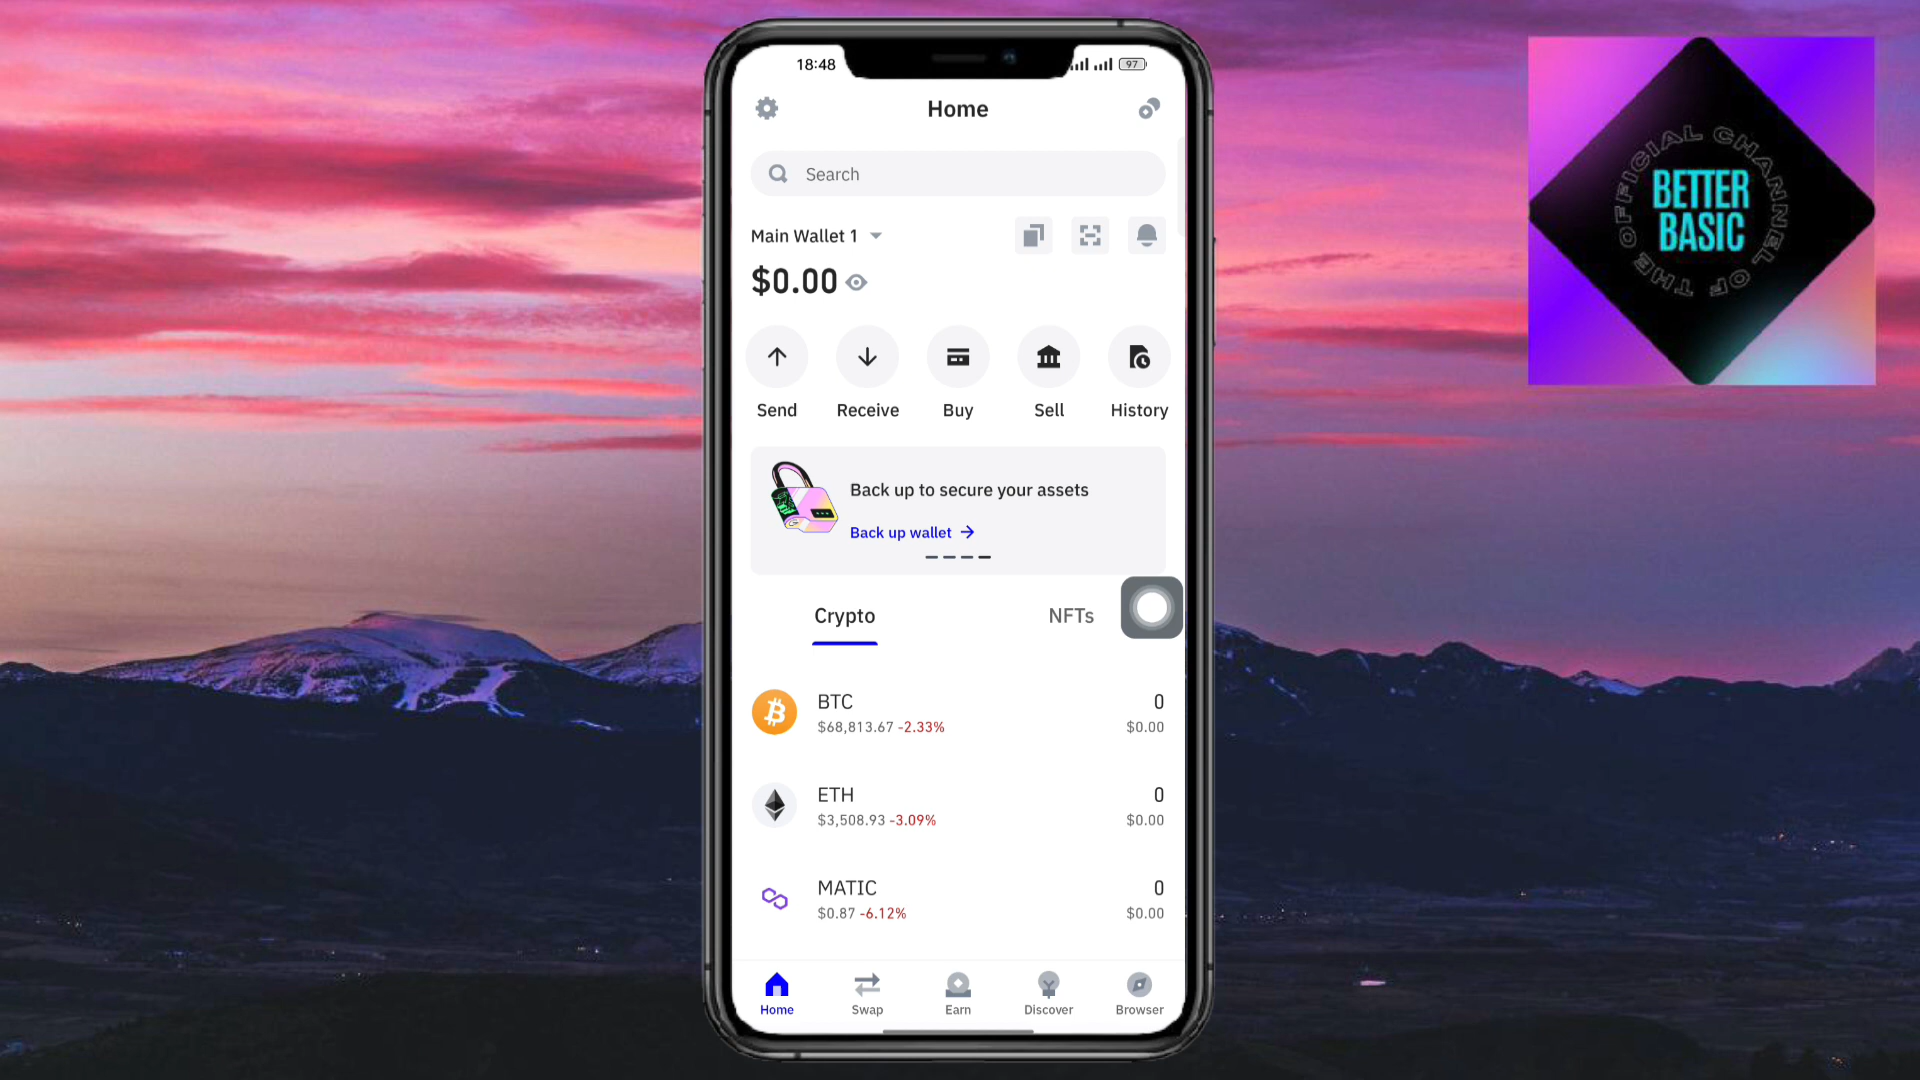 18:48
97
Home
Search
Main Wallet 1
$0.00
Send Receive Buy Sell History
Back up to secure your assets
Back up wallet
Crypto NFTs
BTC 0
$68,813.67 -2.33% $0.00
ETH 0
$3,508.93 -3.09% $0.00
MATIC 0
$0.87 -6.12% $0.00
Home Swap Earn Discover Browser
BETTER
BASIC
THE OFFICIAL CHANNEL OF